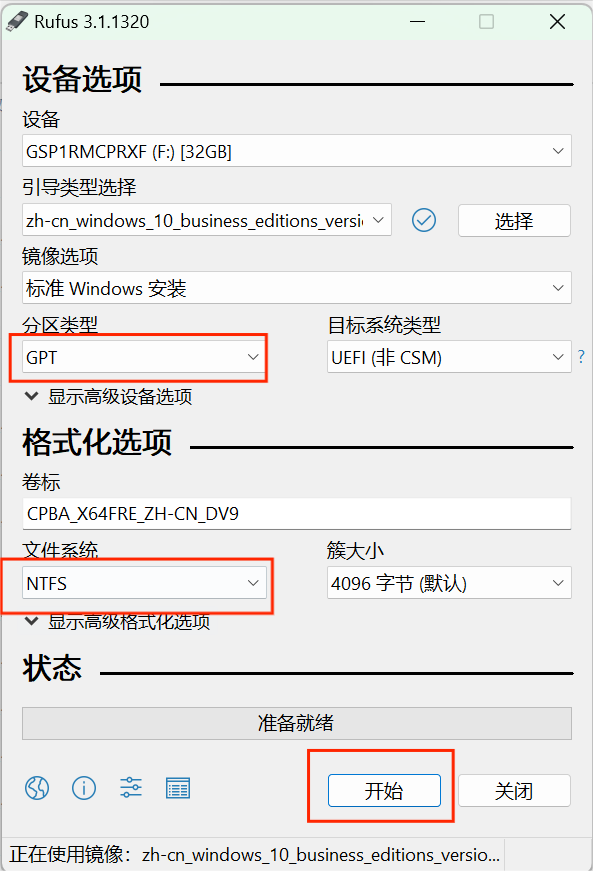 Rufus 3.1.1320
设备选项
设备
GSP1RMCPRXF (F:) [32GB]
引导类型选择
zh-cn_windows_10_business_editions_versi
选择
镜像选项
标准 Windows 安装
分区类型
目标系统类型
GPT
UEFI (非 CSM)
?
显示高级设备选项
格式化选项
卷标
CPBA_X64FRE_ZH-CN_DV9
文件系统
簇大小
NTFS
4096 字节 (默认)
显示高级格式化选项
状态
准备就绪
开始
关闭
正在使用镜像：zh-cn_windows_10_business_editions_versio...